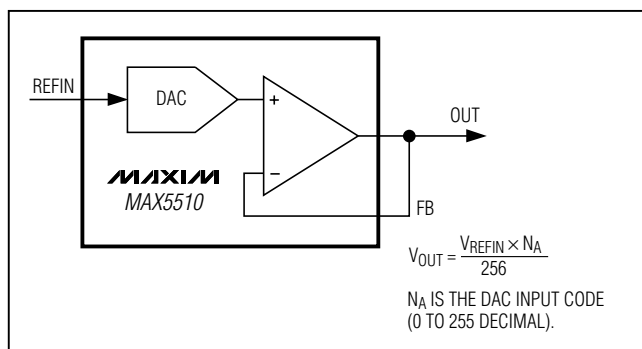 REFIN
DAC
+
−
OUT
MAXIM
MAX5510
FB
V_OUT = V_REFIN × N_A / 256
N_A IS THE DAC INPUT CODE
(0 TO 255 DECIMAL).